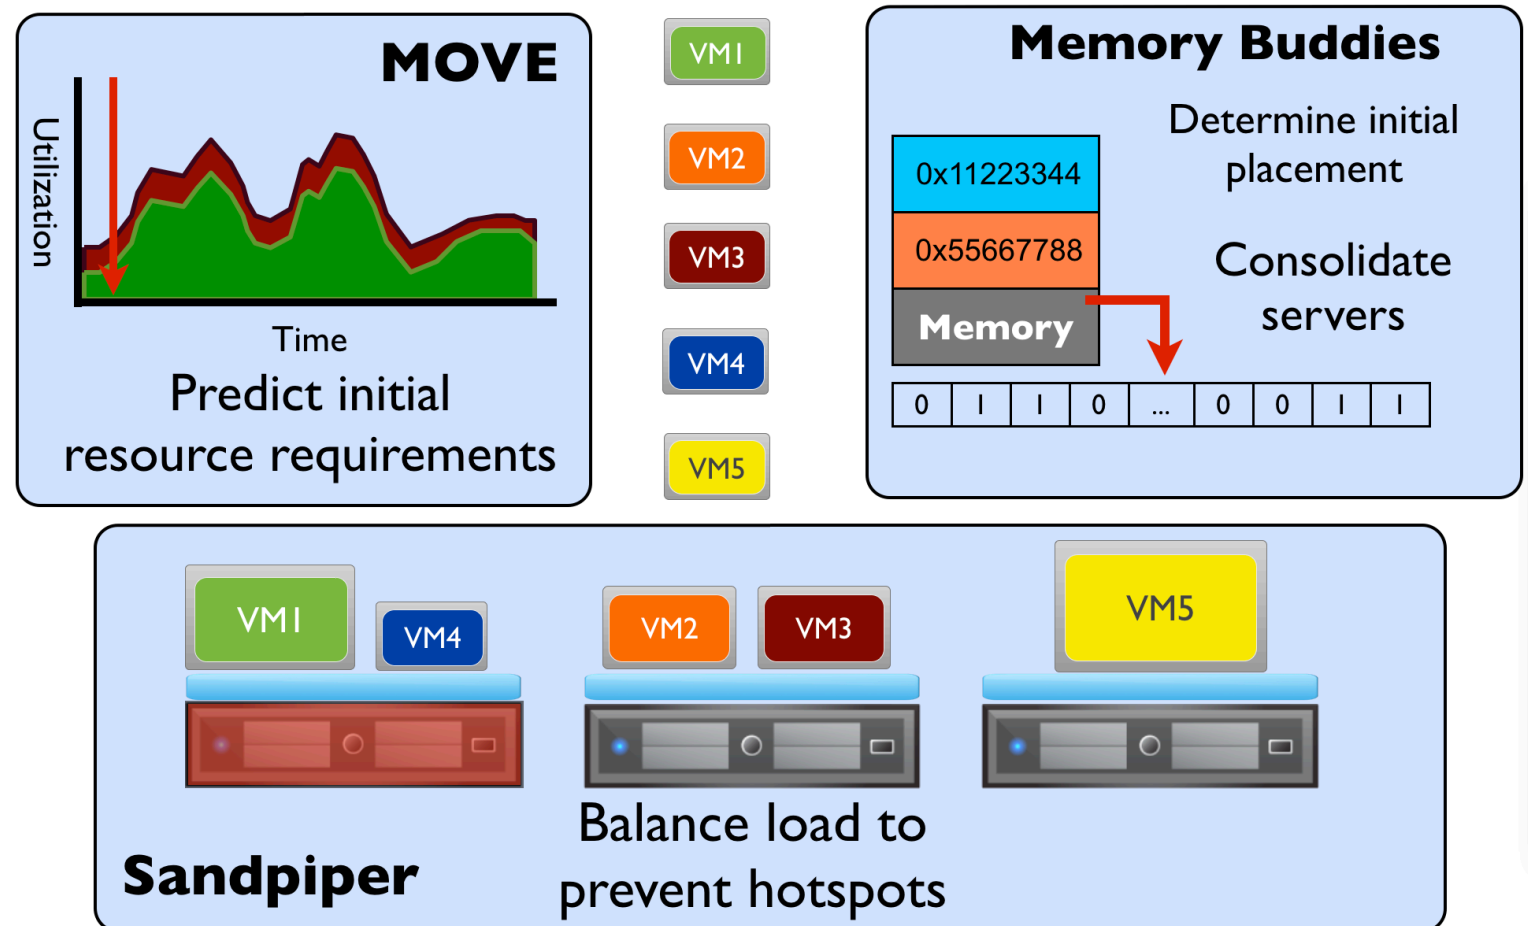 MOVE
Utilization
Time
Predict initial
resource requirements
VM1
VM2
VM3
VM4
VM5
Memory Buddies
Determine initial
placement
0x11223344
0x55667788
Memory
Consolidate
servers
0 1 1 0 ... 0 0 1 1
VM1 VM4 VM2 VM3 VM5
Balance load to
prevent hotspots
Sandpiper